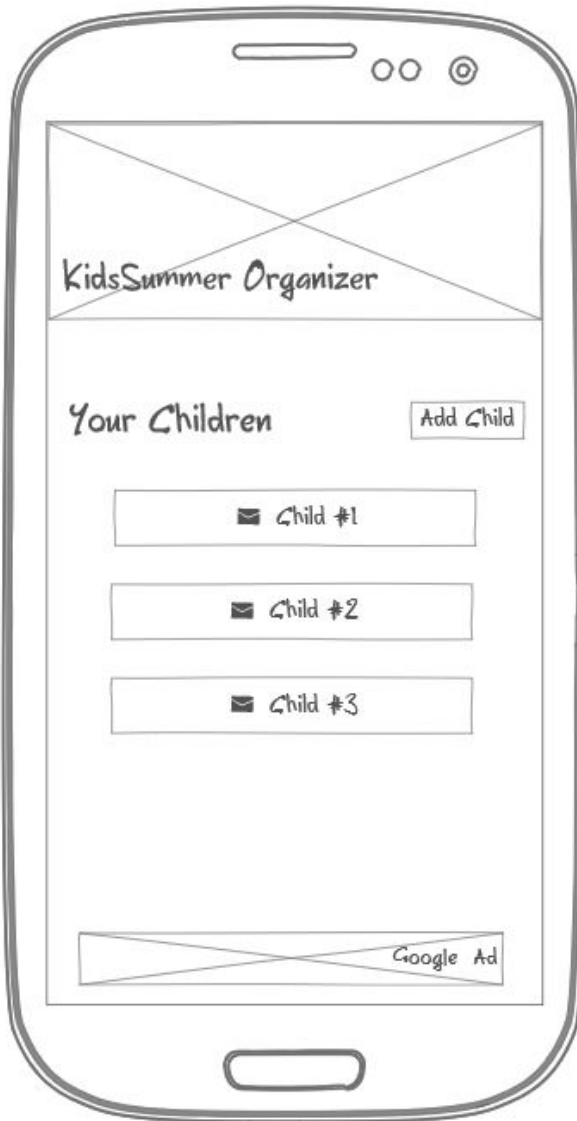 KidsSummer Organizer
Your Children
Add Child
Child #1
Child #2
Child #3
Google Ad